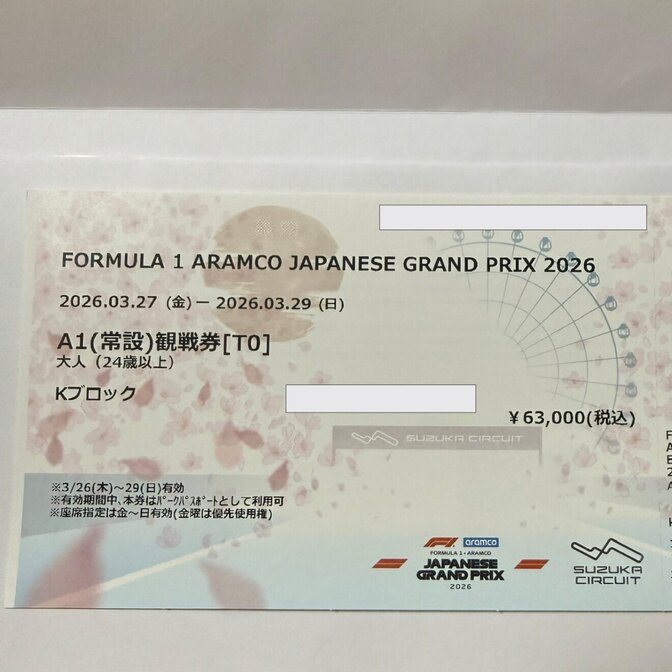 FORMULA 1 ARAMCO JAPANESE GRAND PRIX 2026
2026.03.27 (金) － 2026.03.29 (日)
A1(常設)観戦券[T0]
大人（24歳以上）
Kブロック
￥63,000(税込)
SUZUKA CIRCUIT
※3/26(木)～29(日)有効
※有効期間中、本券はパークパスポートとして利用可
※座席指定は金～日有効(金曜は優先使用権)
F1 aramco
FORMULA 1 · ARAMCO
JAPANESE
GRAND PRIX
2026
SUZUKA
CIRCUIT